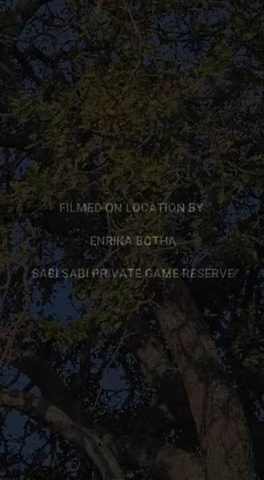 FILMED ON LOCATION BY
ENRIKA BOTHA
SABI SABI PRIVATE GAME RESERVE